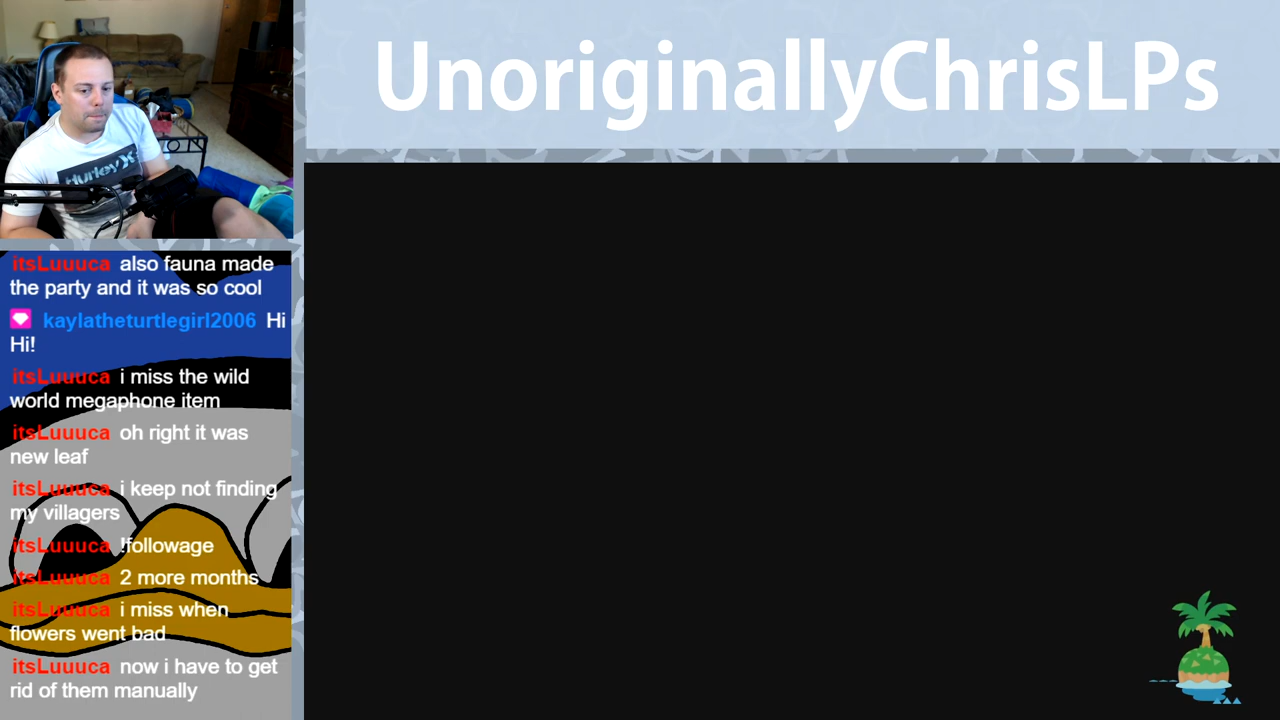 UnoriginallyChrisLPs
Hurley
itsLuuuca also fauna made
the party and it was so cool
kaylatheturtlegirl2006 Hi
Hi!
itsLuuuca i miss the wild
world megaphone item
itsLuuuca oh right it was
new leaf
itsLuuuca i keep not finding
my villagers
itsLuuuca !followage
itsLuuuca 2 more months
itsLuuuca i miss when
flowers went bad
itsLuuuca now i have to get
rid of them manually